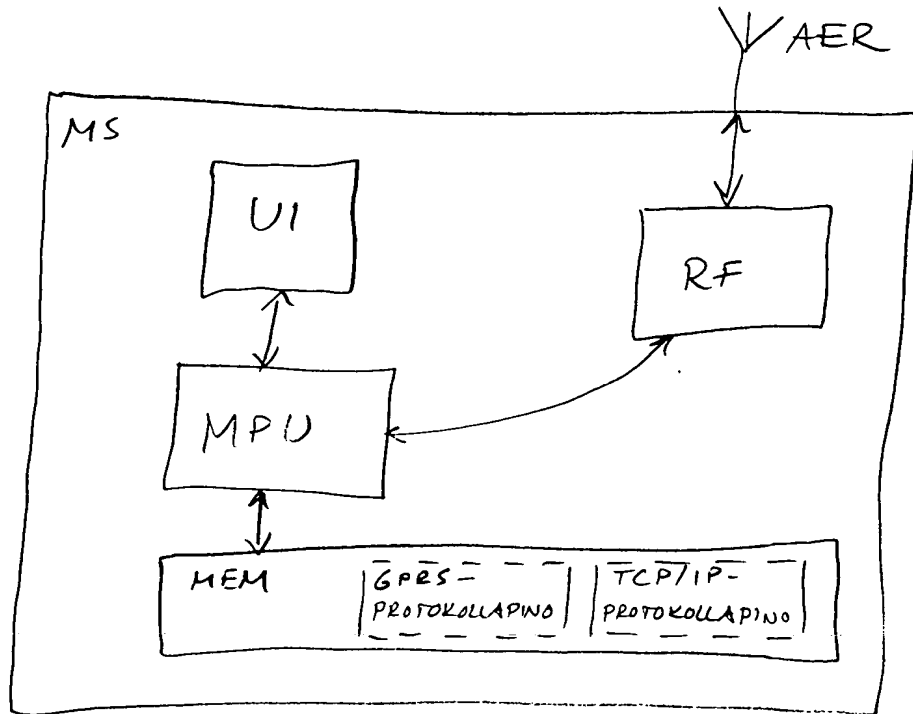 AER
MS
UI
RF
MPU
MEM
GPRS-
PROTOKOLLAPINO
TCP/IP-
PROTOKOLLAPINO